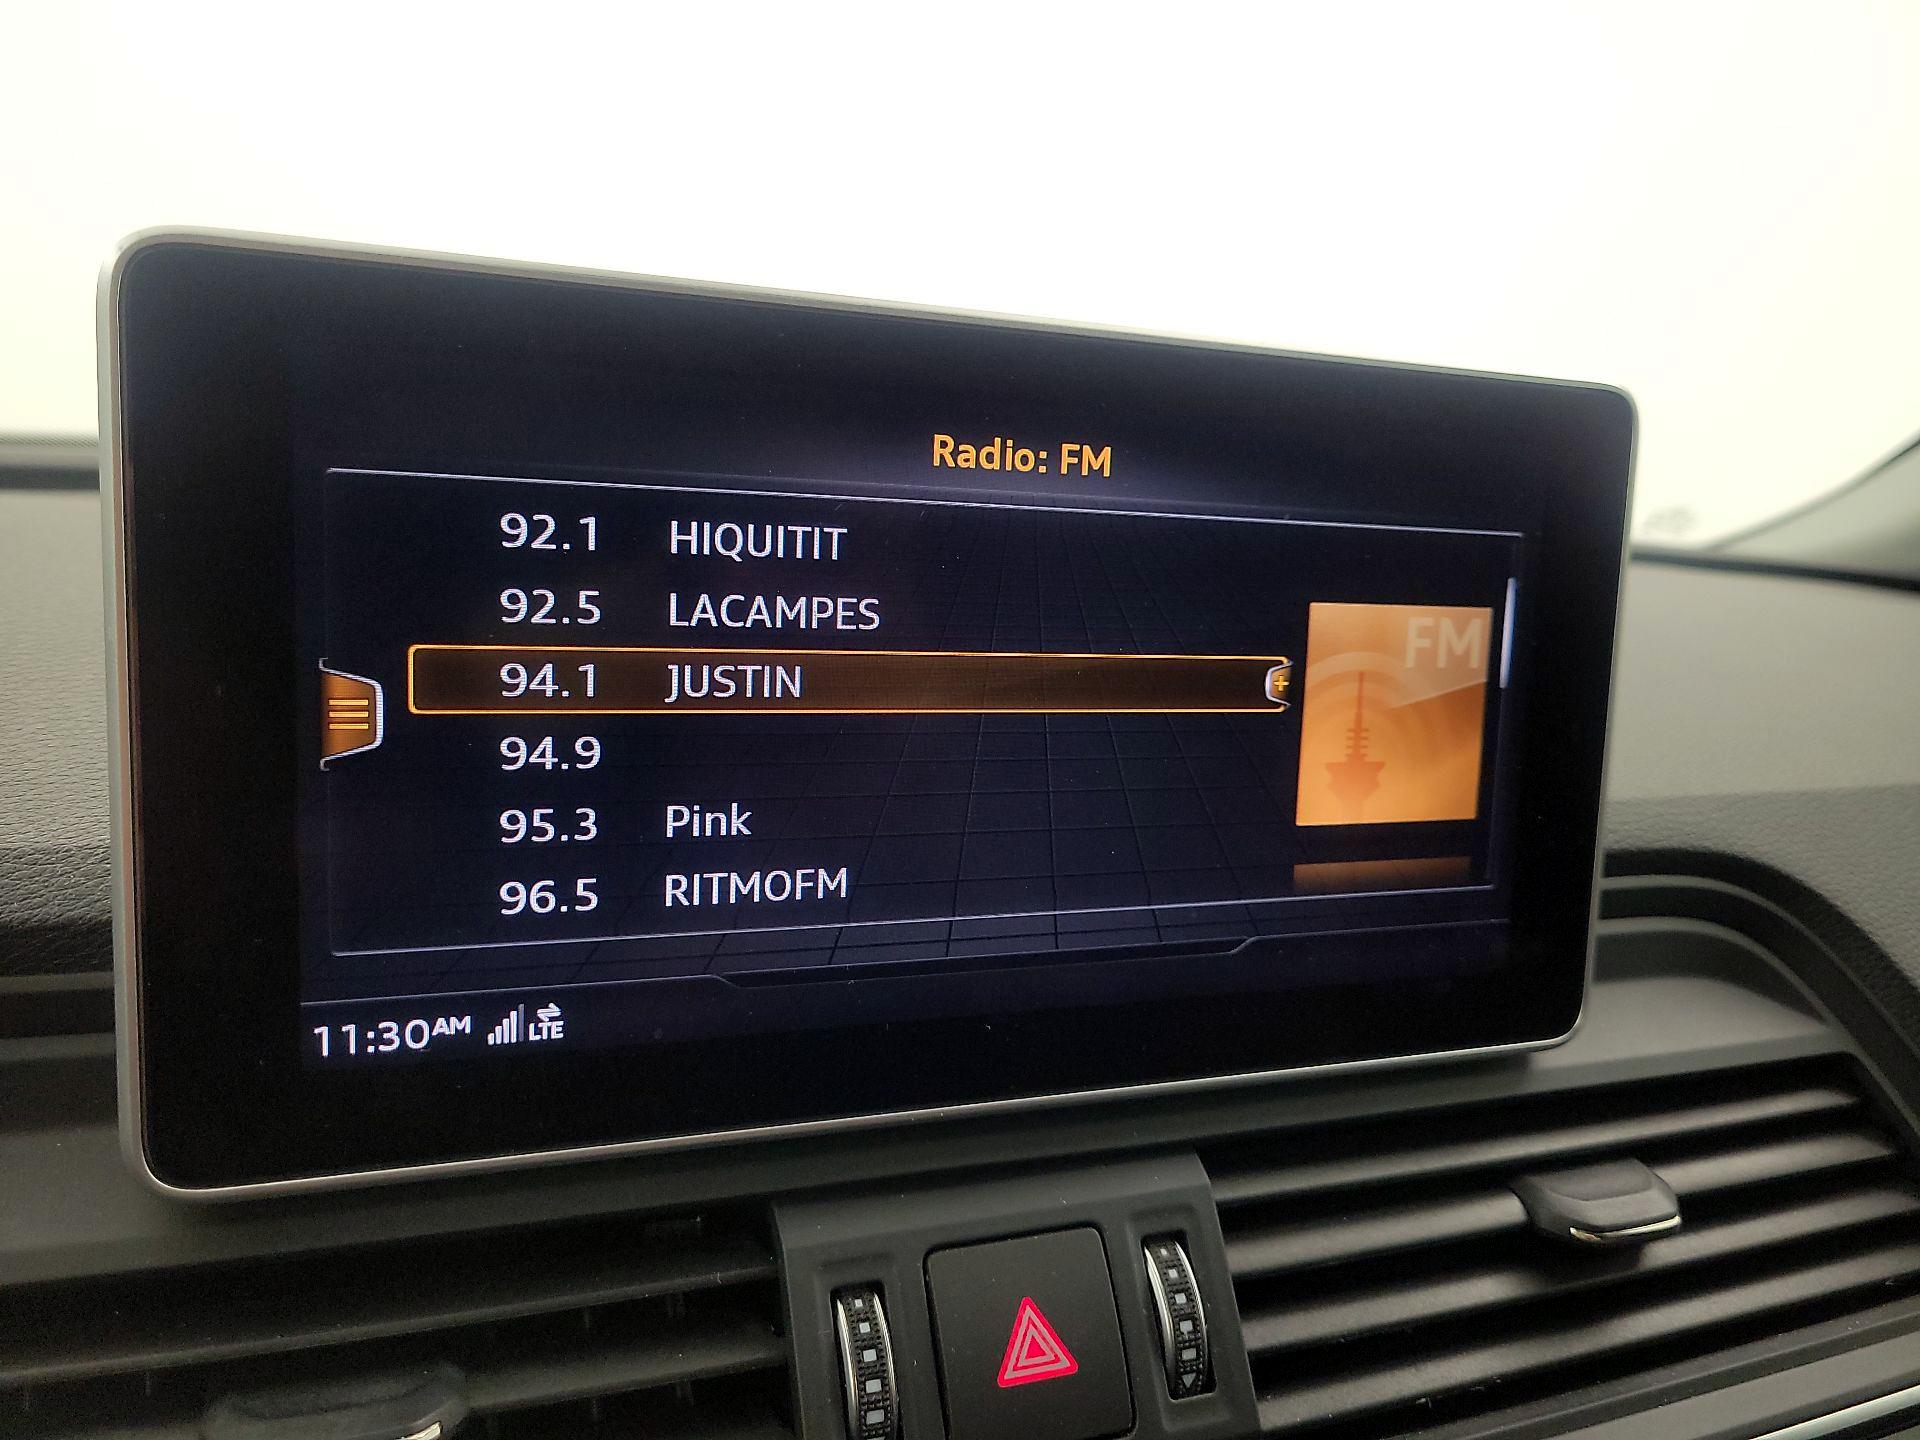 Radio: FM
92.1 HIQUITIT
92.5 LACAMPES
94.1 JUSTIN
94.9
95.3 Pink
96.5 RITMOFM
FM
11:30AM LTE